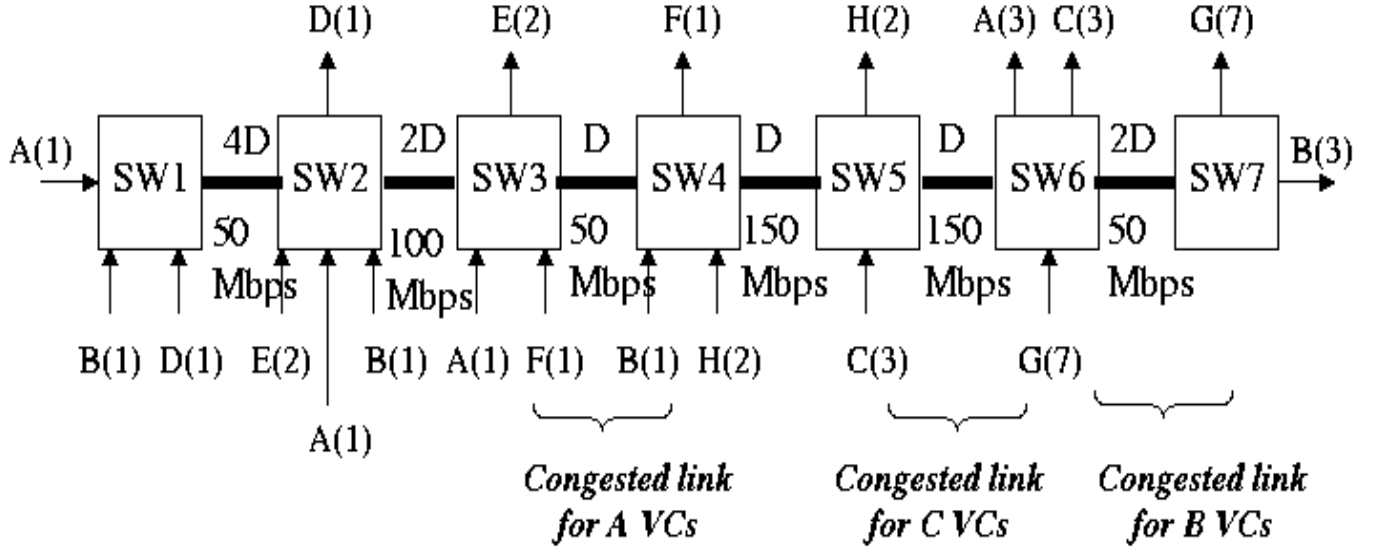 D(1) E(2) F(1) H(2) A(3) C(3) G(7)
4D 2D D D D 2D
A(1) SW1 SW2 SW3 SW4 SW5 SW6 SW7 B(3)
50 100 50 150 150 50
Mbps Mbps Mbps Mbps Mbps Mbps
B(1) D(1) E(2) B(1) A(1) F(1) B(1) H(2) C(3) G(7)
A(1)
Congested link Congested link Congested link
for A VCs for C VCs for B VCs